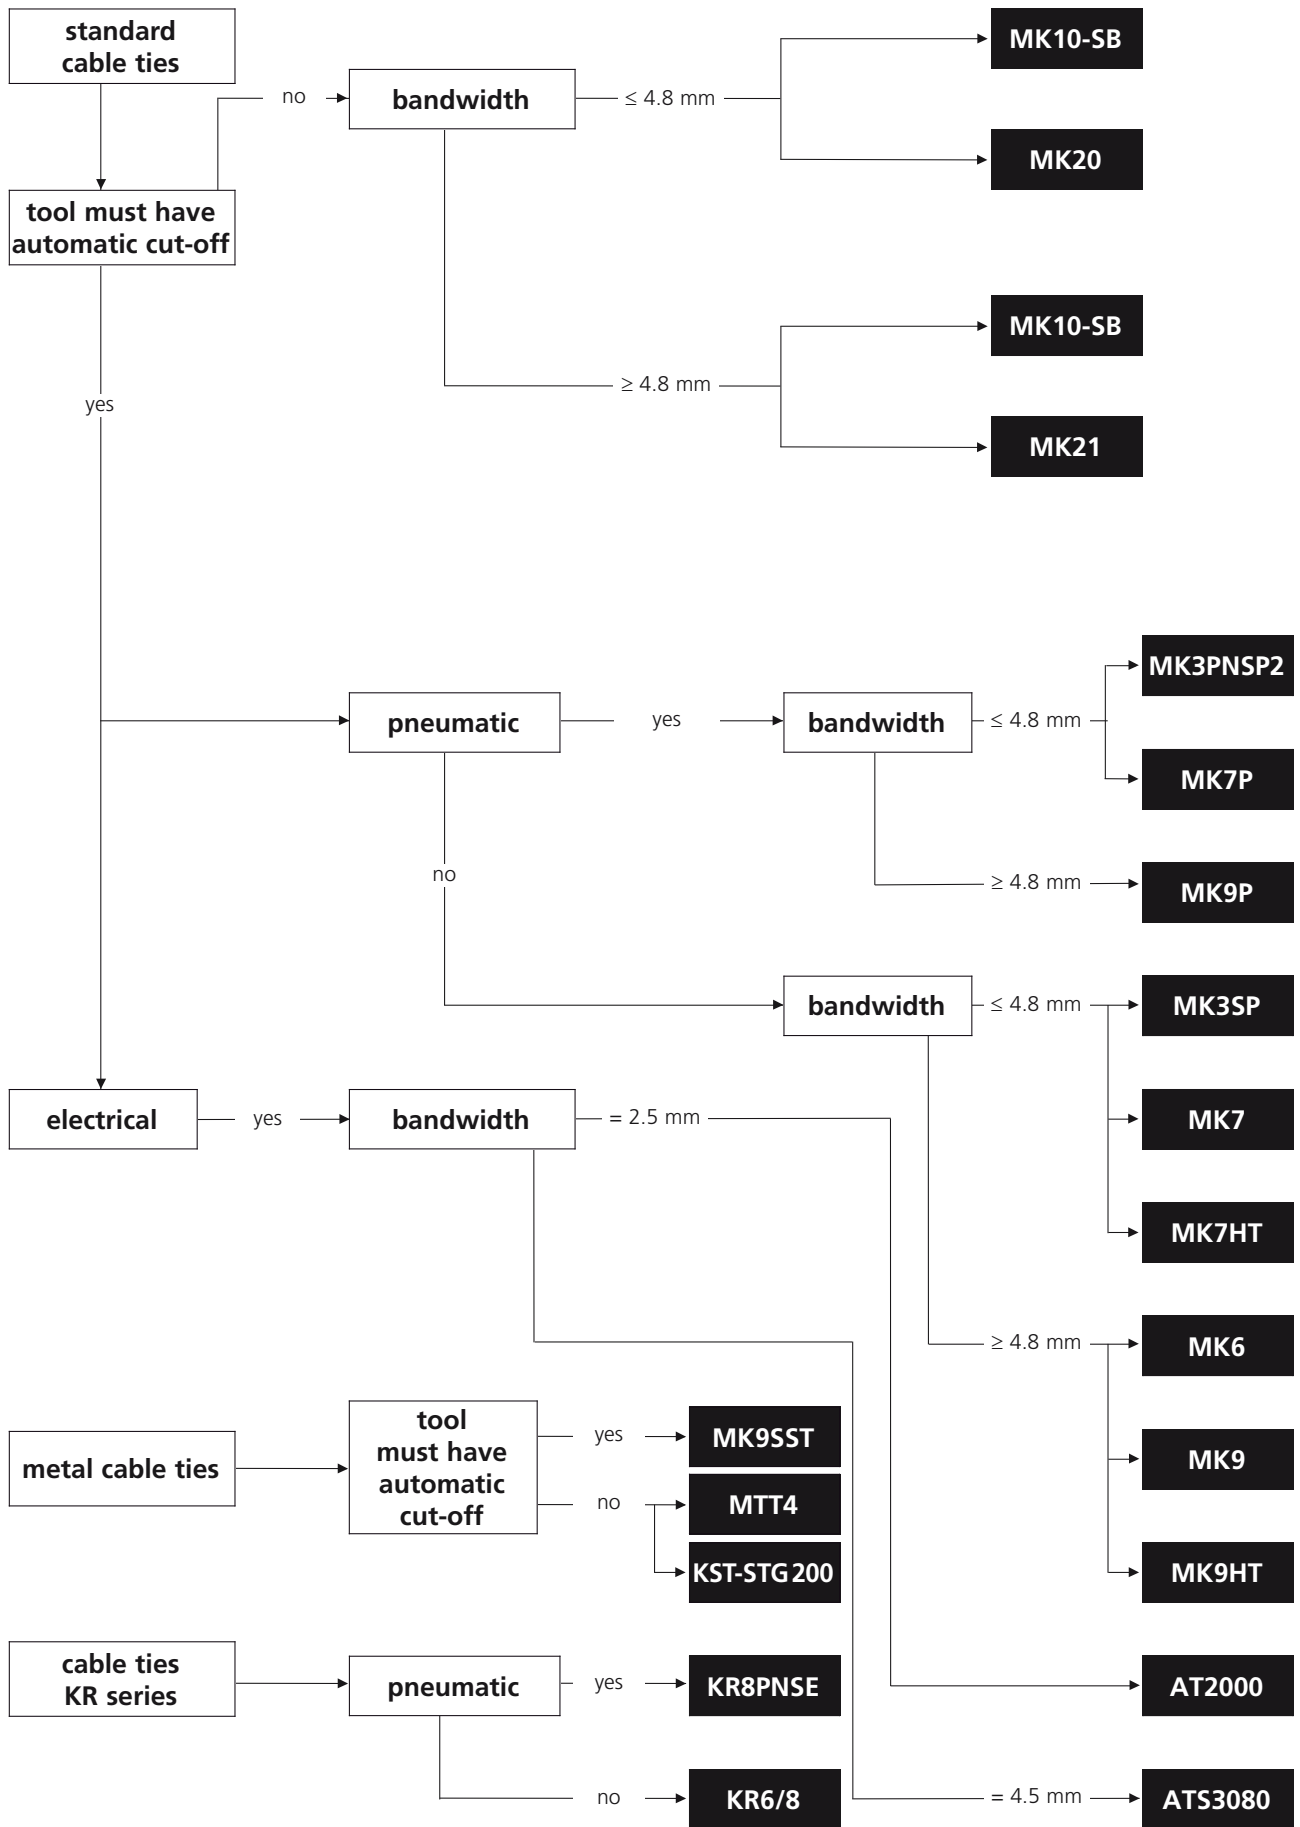 standard
cable ties
MK10-SB
no
bandwidth
≤ 4.8 mm
MK20
tool must have
automatic cut-off
MK10-SB
≥ 4.8 mm
yes
MK21
MK3PNSP2
pneumatic
yes
bandwidth
≤ 4.8 mm
MK7P
no
≥ 4.8 mm
MK9P
bandwidth
≤ 4.8 mm
MK3SP
electrical
yes
bandwidth
= 2.5 mm
MK7
MK7HT
≥ 4.8 mm
MK6
metal cable ties
tool
must have
automatic
cut-off
yes
MK9SST
no
MTT4
KST-STG200
MK9
MK9HT
cable ties
KR series
pneumatic
yes
KR8PNSE
AT2000
no
KR6/8
= 4.5 mm
ATS3080